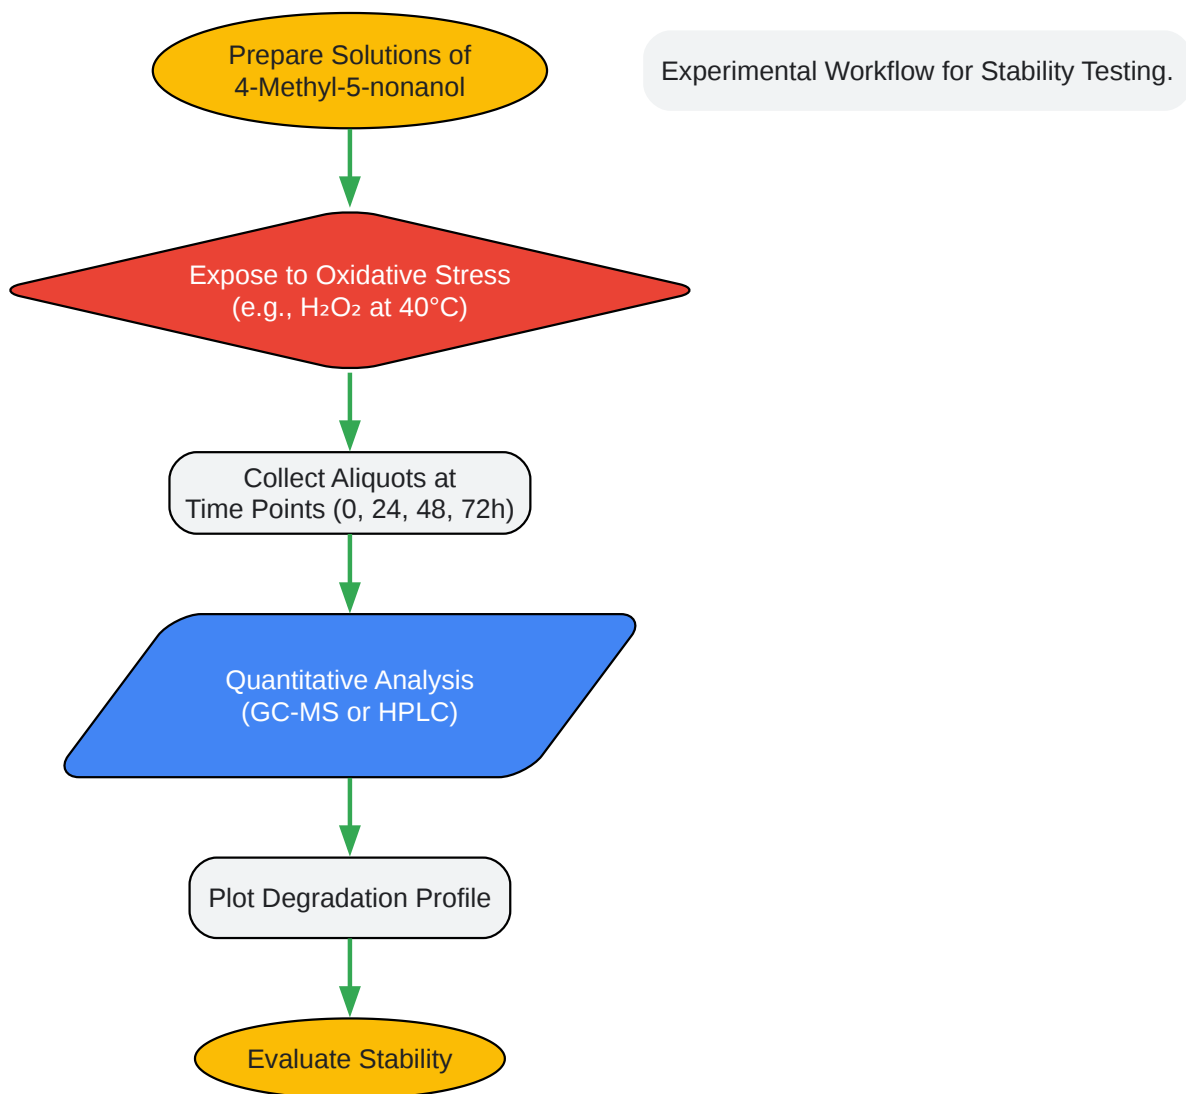 Prepare Solutions of
4-Methyl-5-nonanol
Experimental Workflow for Stability Testing.
Expose to Oxidative Stress
(e.g., H₂O₂ at 40°C)
Collect Aliquots at
Time Points (0, 24, 48, 72h)
Quantitative Analysis
(GC-MS or HPLC)
Plot Degradation Profile
Evaluate Stability